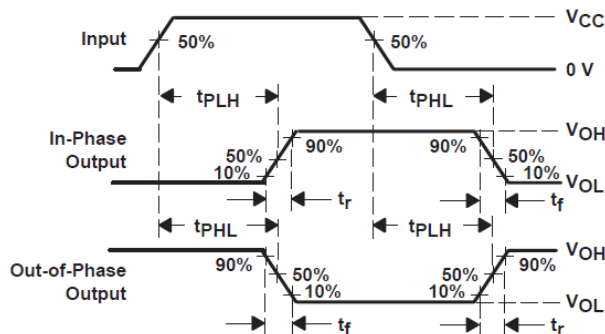 Input
50%
50%
VCC
0 V
tPLH
tPHL
In-Phase
Output
90%
90%
VOH
50%
50%
10%
10%
VOL
tr
tf
tPHL
tPLH
Out-of-Phase
Output
90%
90%
VOH
50%
50%
10%
10%
VOL
tf
tr